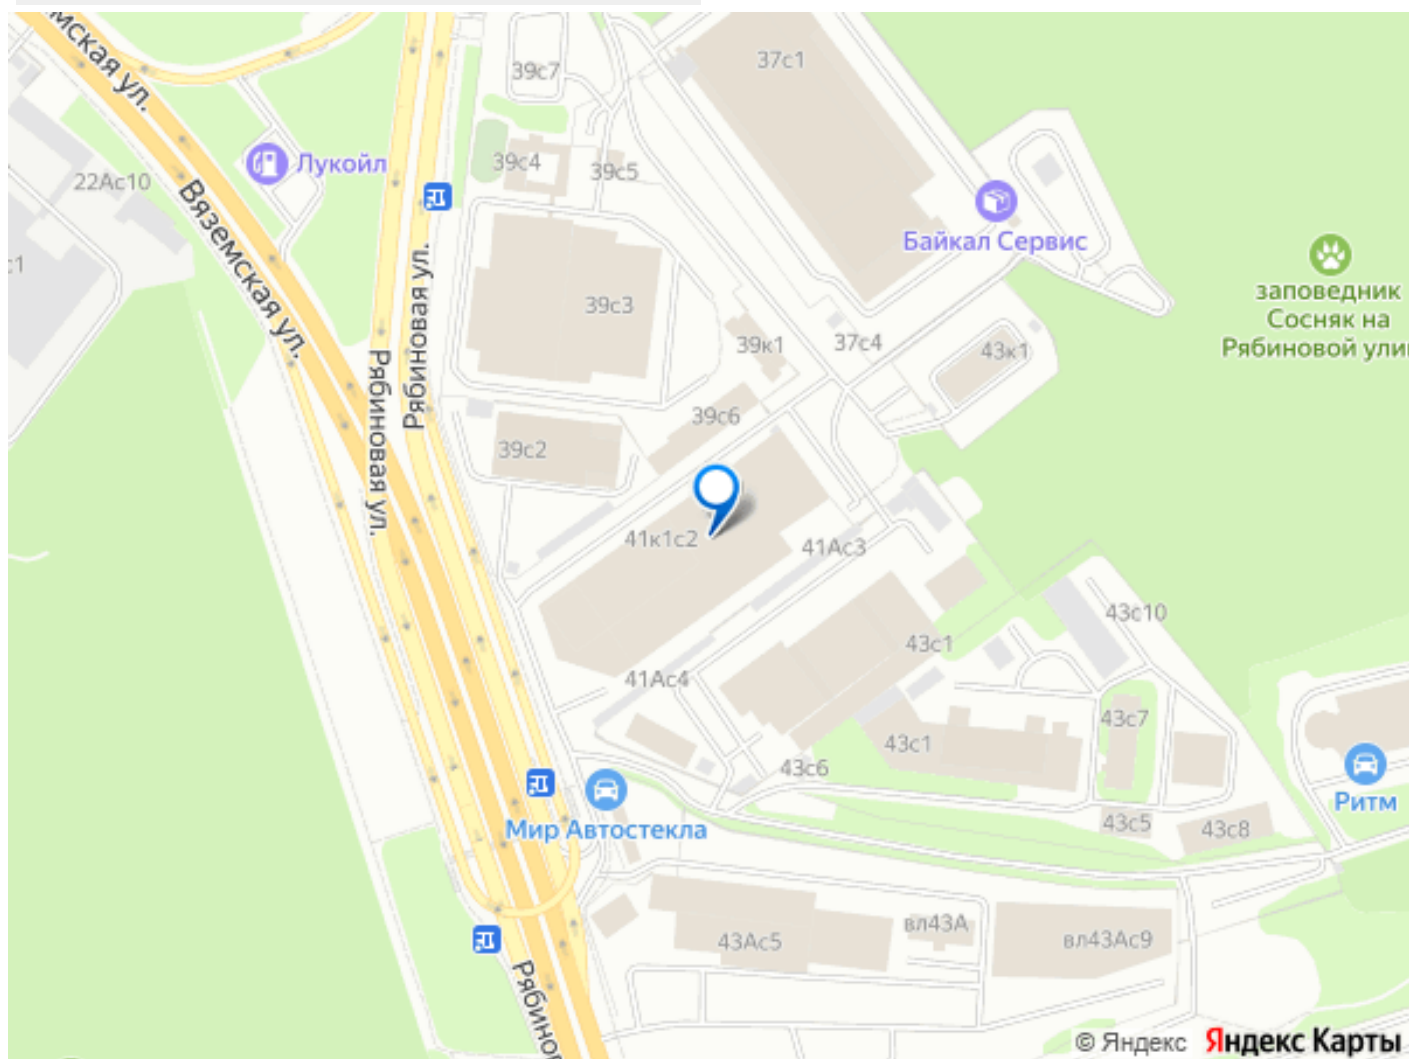 мская ул.
37с1
39с7
Лукойл
39с4
39с5
22Ас10
Вяземская ул.
Байкал Сервис
Рябиновая ул.
с1
заповедник
Сосняк на
Рябиновой ули
39с3
39к1
37с4
43к1
Рябиновая ул.
39с6
39с2
41к1с2
41Ас3
43с10
43с1
41Ас4
43с7
43с1
43с6
Ритм
Мир Автостекла
43с5
43с8
43Ас5
вл43А
вл43Ас9
Рябинов
© Яндекс Яндекс Карты